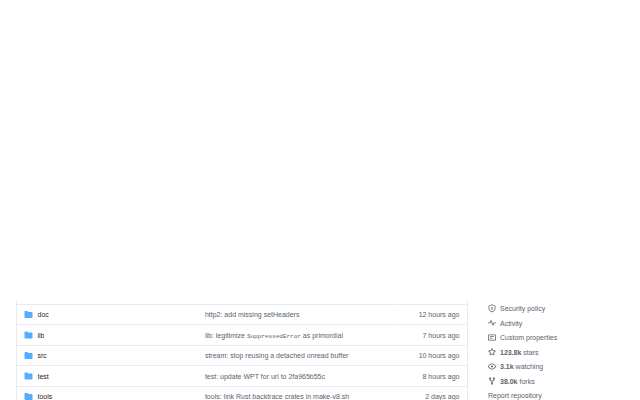 doc http2: add missing setHeaders 12 hours ago
lib lib: legitimize SuppressedError as primordial 7 hours ago
src stream: stop reusing a detached unread buffer 10 hours ago
test test: update WPT for url to 2fa965b55c 8 hours ago
tools tools: link Rust backtrace crates in make-v8.sh 2 days ago
Security policy
Activity
Custom properties
123.8k stars
3.1k watching
38.0k forks
Report repository